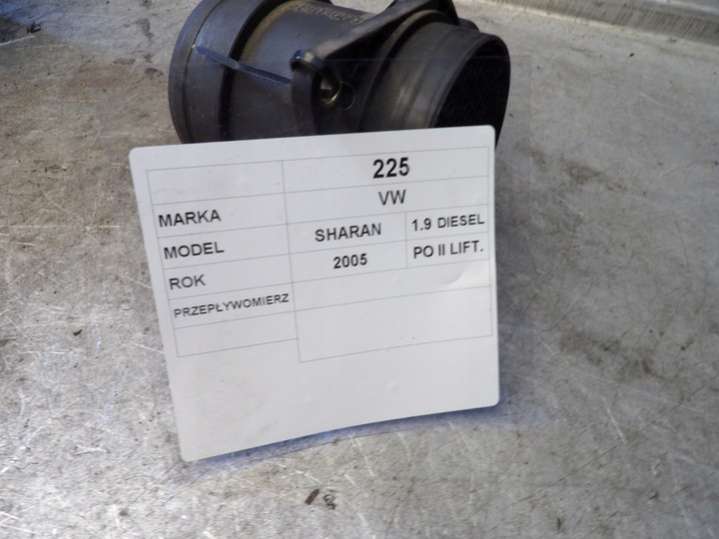 225
MARKA VW
MODEL SHARAN 1.9 DIESEL
ROK 2005 PO II LIFT.
PRZEPŁYWOMIERZ